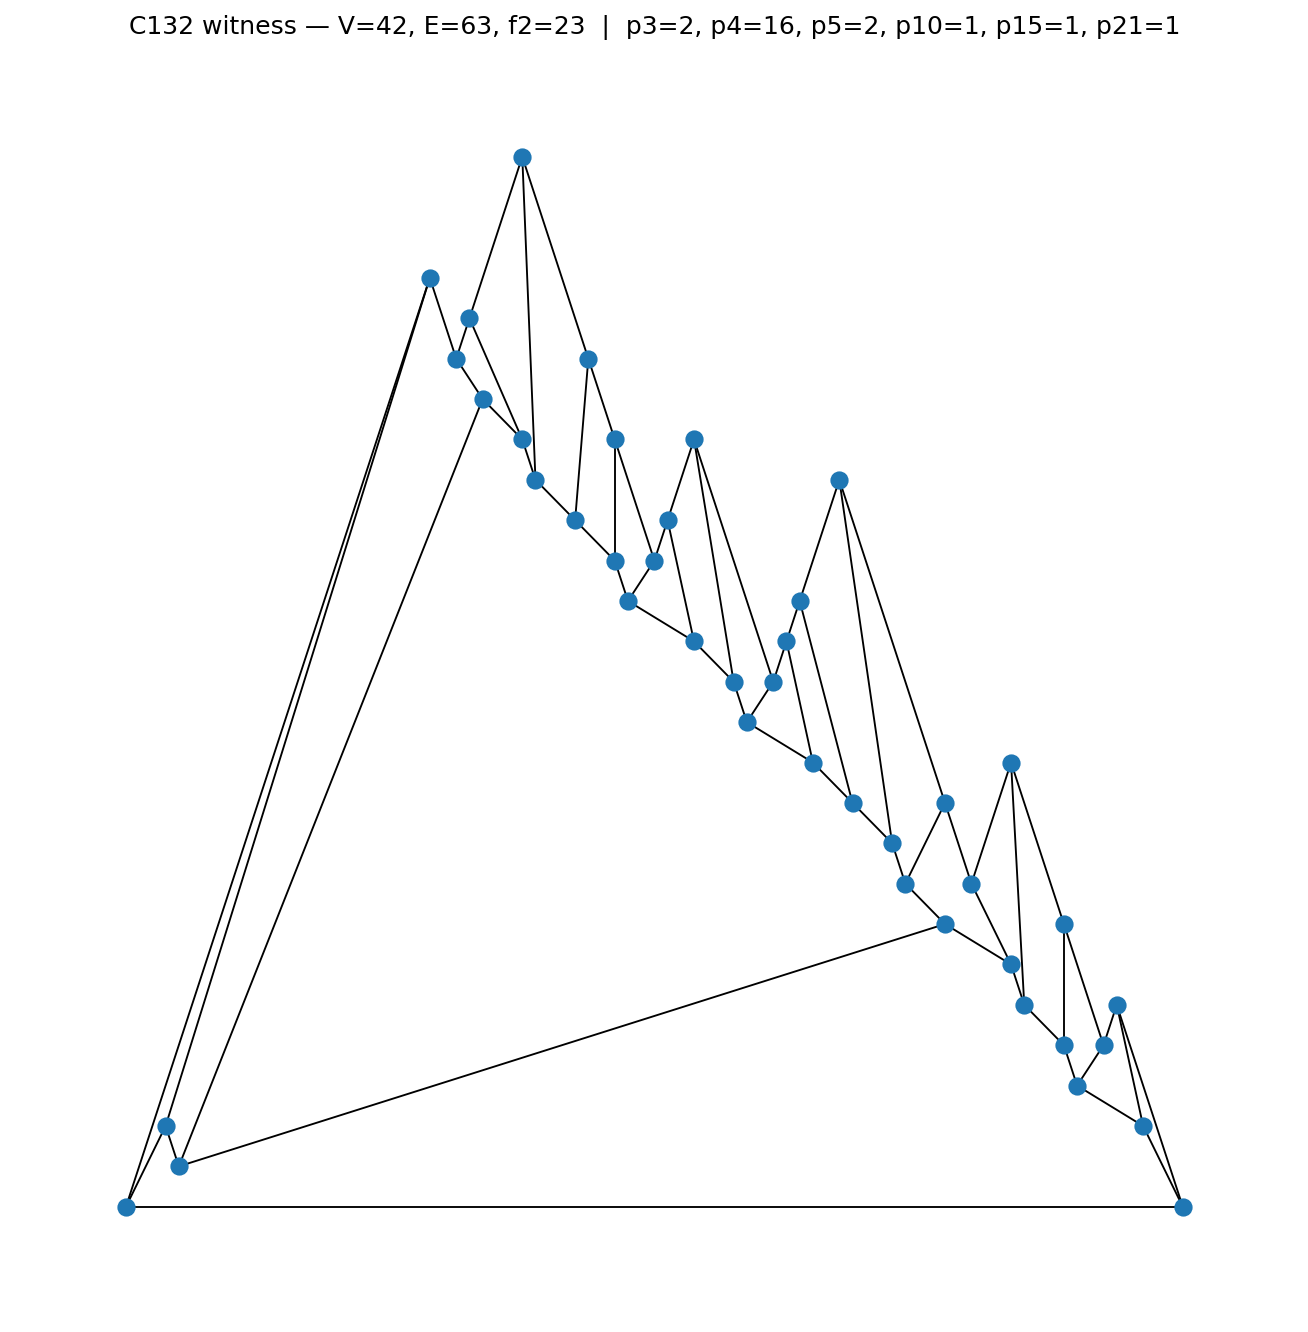 C132 witness — V=42, E=63, f2=23 | p3=2, p4=16, p5=2, p10=1, p15=1, p21=1